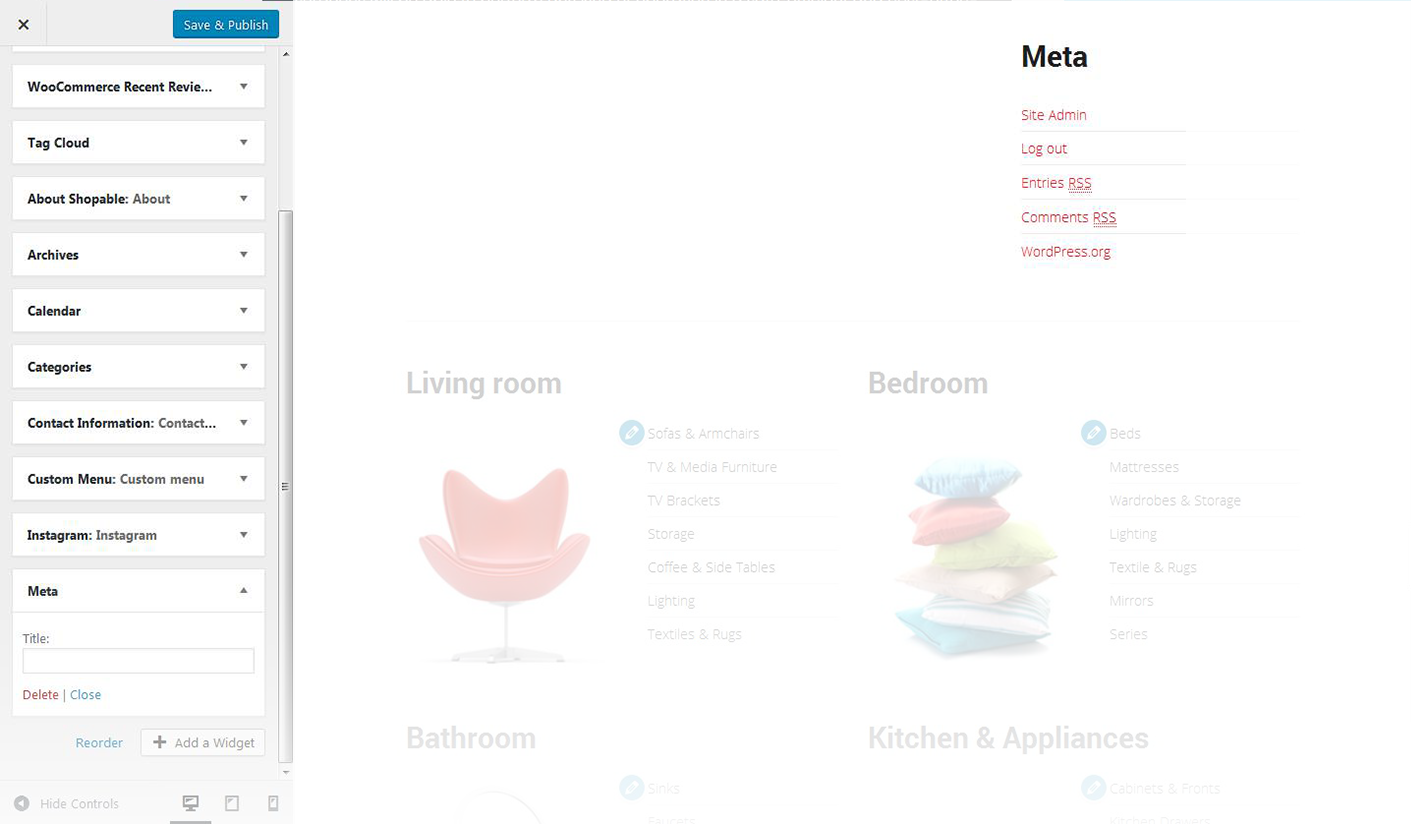 Save & Publish
WooCommerce Recent Revie...
Tag Cloud
About Shopable: About
Archives
Calendar
Categories
Contact Information: Contact...
Custom Menu: Custom menu
Instagram: Instagram
Meta
Title:
Delete | Close
Reorder
Add a Widget
Hide Controls
Meta
Site Admin
Log out
Entries RSS
Comments RSS
WordPress.org
Living room
Sofas & Armchairs
TV & Media Furniture
TV Brackets
Storage
Coffee & Side Tables
Lighting
Textiles & Rugs
Bedroom
Beds
Mattresses
Wardrobes & Storage
Lighting
Textile & Rugs
Mirrors
Series
Bathroom
Sinks
Faucets
Kitchen & Appliances
Cabinets & Fronts
Kitchen Drawers